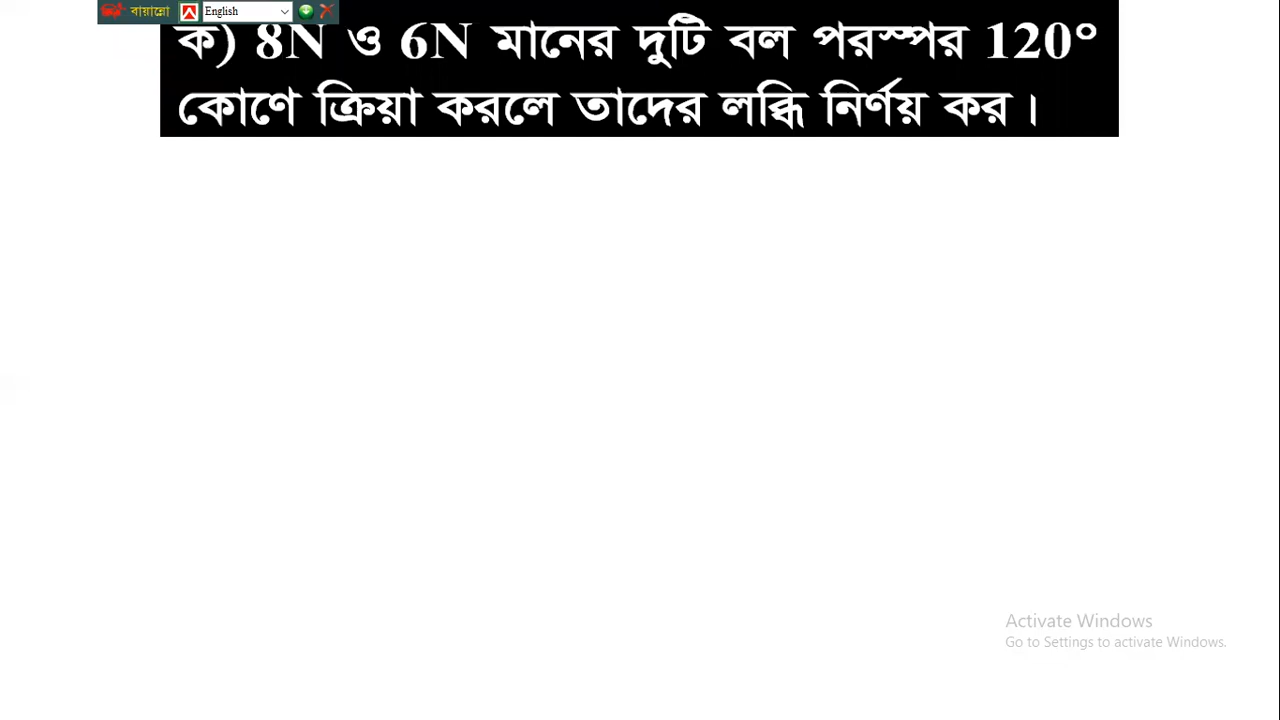 বায়ান্নো English
ক) 8N ও 6N মানের দুটি বল পরস্পর 120°
কোণে ক্রিয়া করলে তাদের লব্ধি নির্ণয় কর।
Activate Windows
Go to Settings to activate Windows.